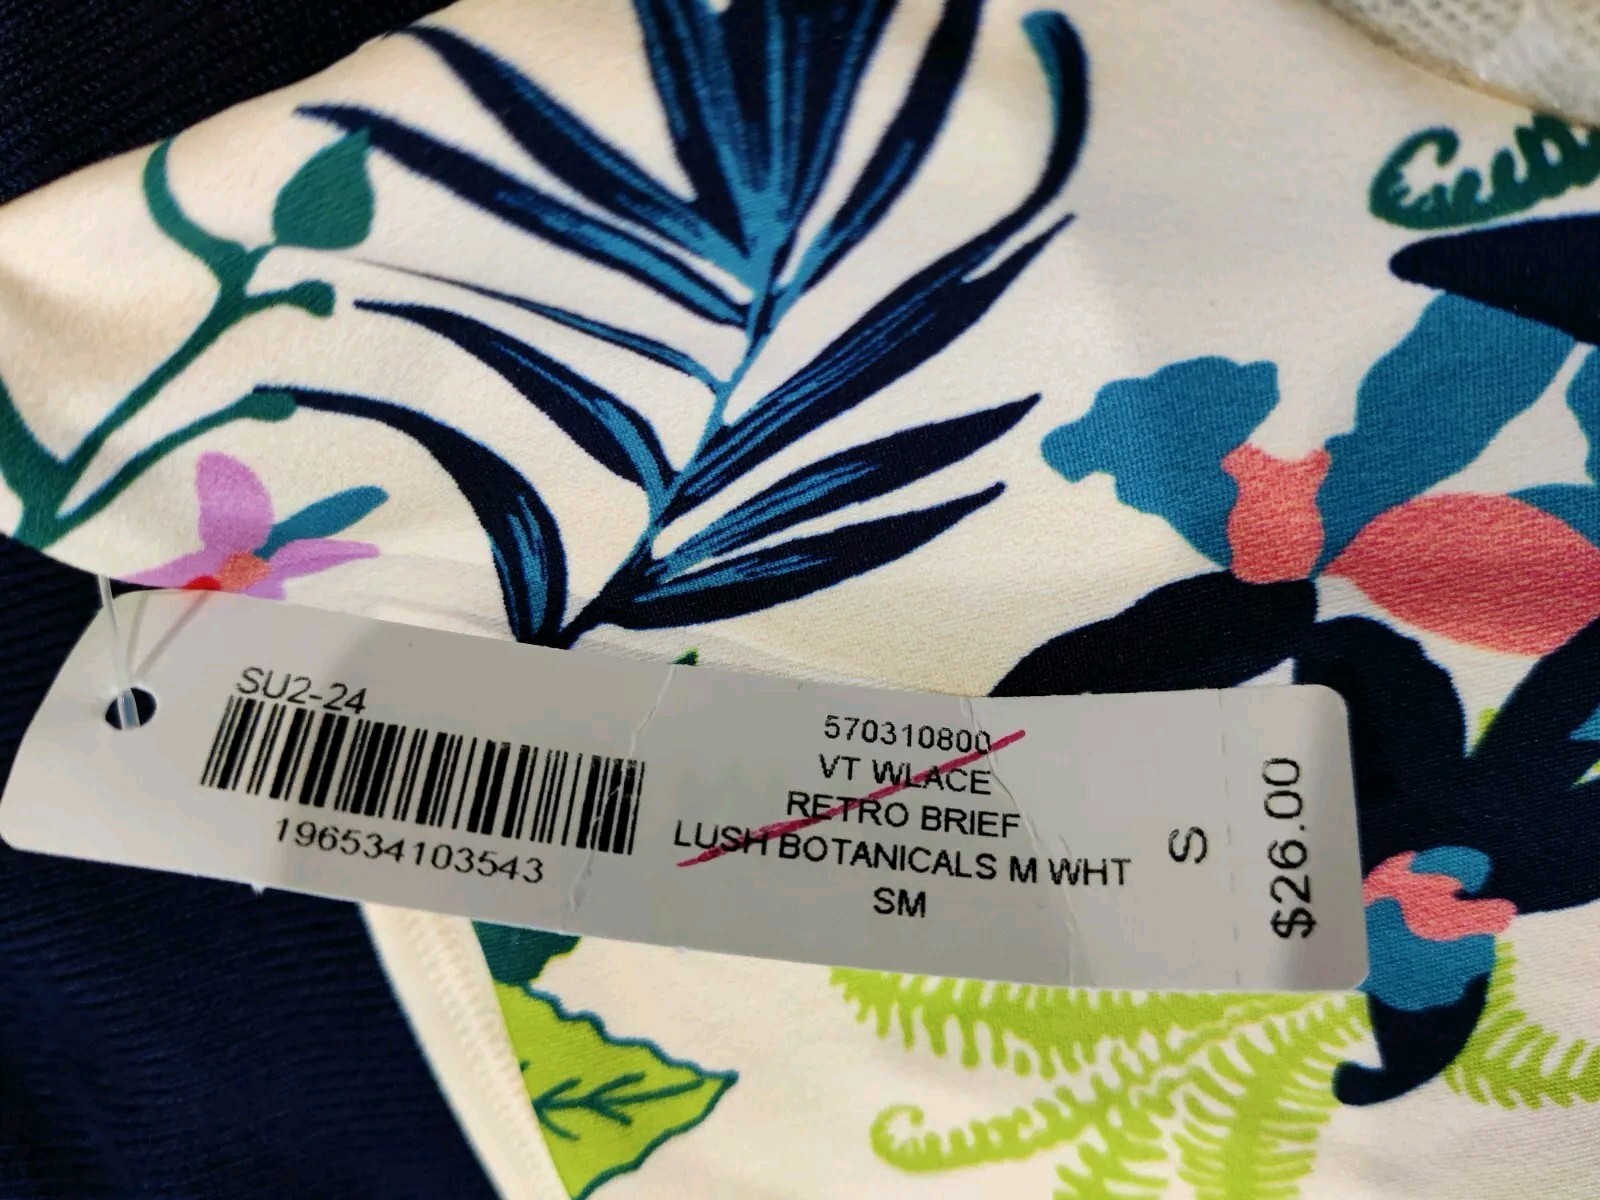 SU2-24
196534103543
570310800
VT WLACE
RETRO BRIEF
LUSH BOTANICALS M WHT
SM
S
$26.00